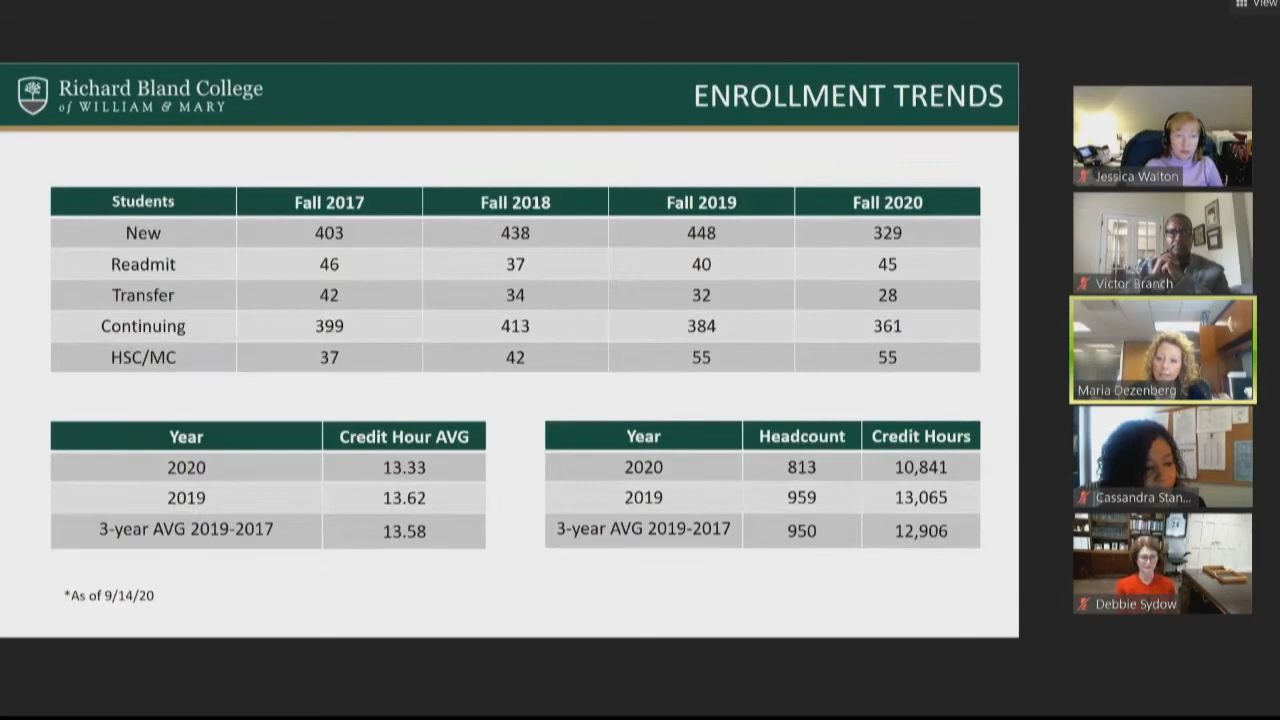 View
Richard Bland College
of WILLIAM & MARY
ENROLLMENT TRENDS
Students Fall 2017 Fall 2018 Fall 2019 Fall 2020
New 403 438 448 329
Readmit 46 37 40 45
Transfer 42 34 32 28
Continuing 399 413 384 361
HSC/MC 37 42 55 55
Year Credit Hour AVG
2020 13.33
2019 13.62
3-year AVG 2019-2017 13.58
Year Headcount Credit Hours
2020 813 10,841
2019 959 13,065
3-year AVG 2019-2017 950 12,906
*As of 9/14/20
Jessica Walton
Victor Branch
Maria Dezenberg
Cassandra Stan...
Debbie Sydow